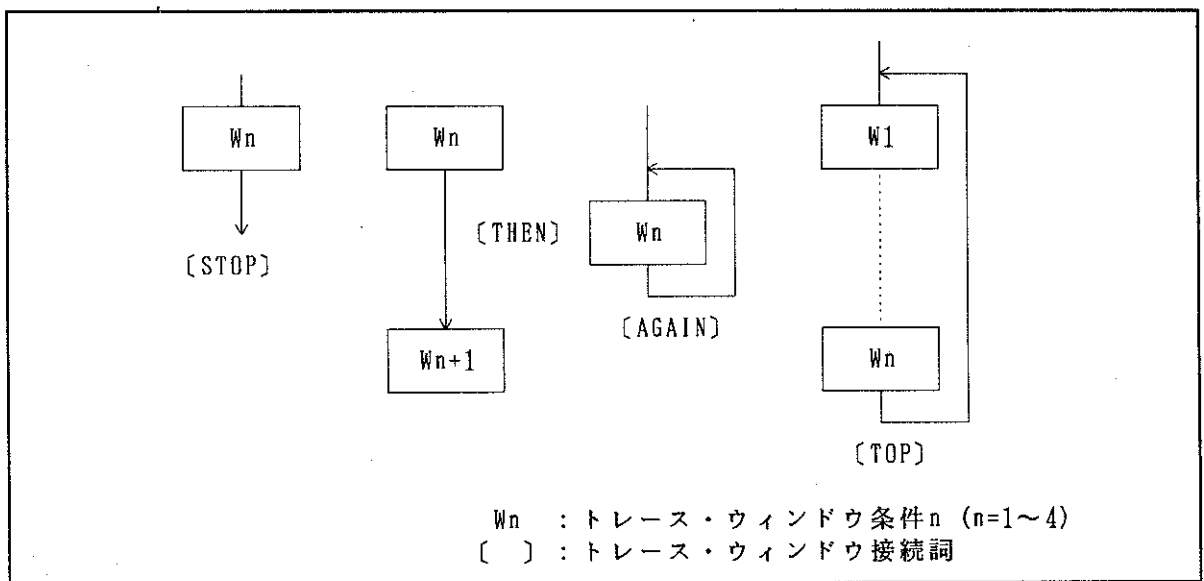 Wn
〔STOP〕
Wn
〔THEN〕
Wn+1
Wn
〔AGAIN〕
W1
Wn
〔TOP〕
Wn : トレース・ウィンドウ条件n (n=1〜4)
〔 〕: トレース・ウィンドウ接続詞